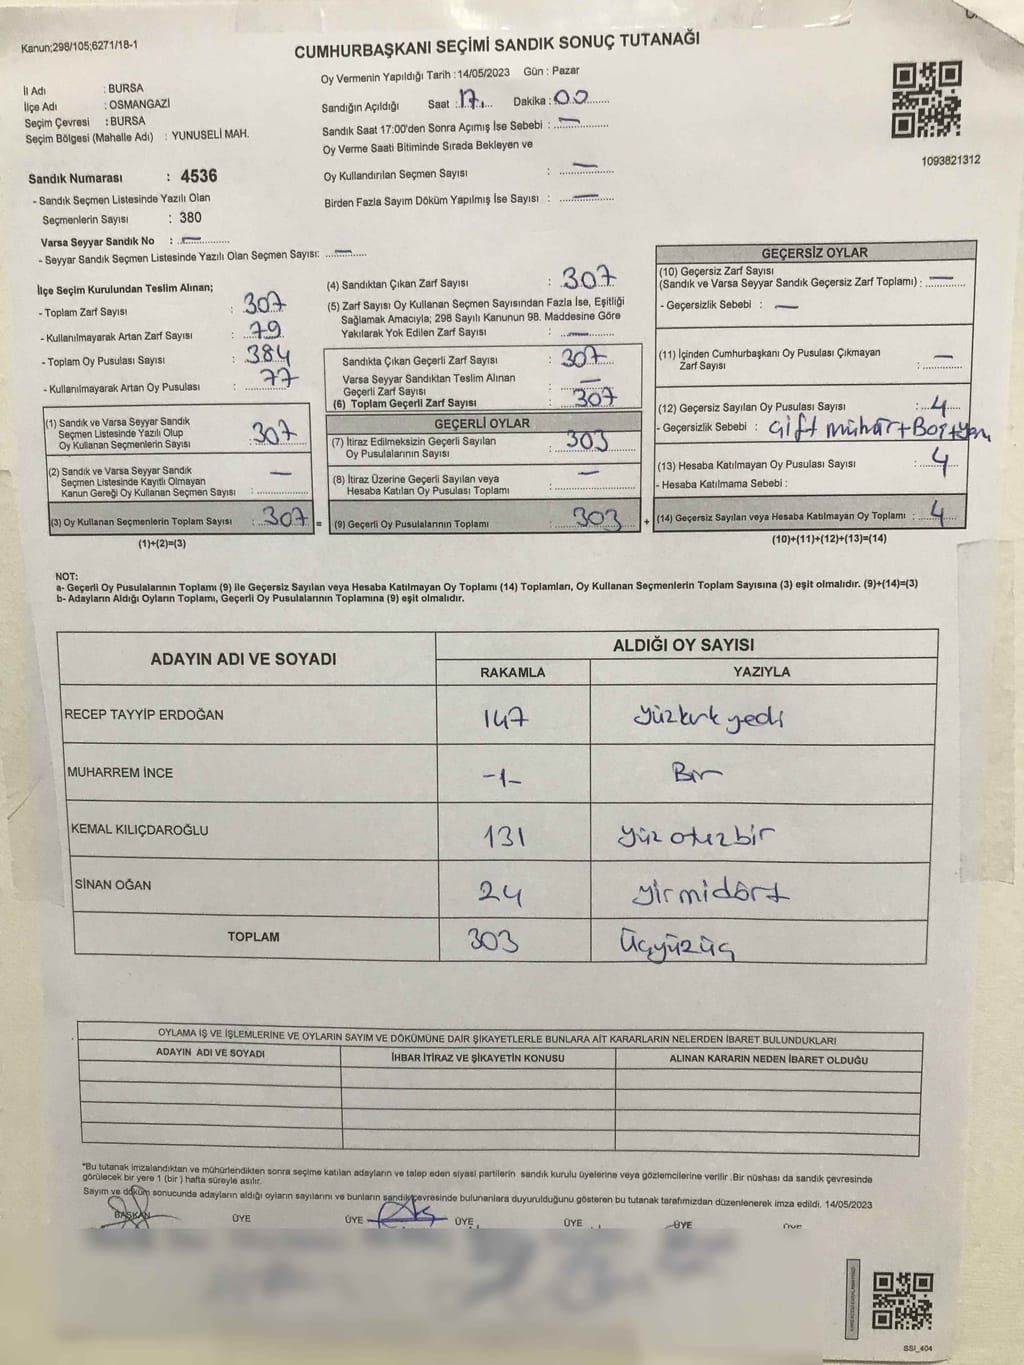 Kanun;298/105;6271/18-1
CUMHURBAŞKANI SEÇİMİ SANDIK SONUÇ TUTANAĞI
Oy Vermenin Yapıldığı Tarih : 14/05/2023 Gün : Pazar
İl Adı : BURSA
İlçe Adı : OSMANGAZİ
Seçim Çevresi : BURSA
Seçim Bölgesi (Mahalle Adı) : YUNUSELİ MAH.
Sandığın Açıldığı Saat : 17 Dakika : 00
Sandık Saat 17:00'den Sonra Açımış İse Sebebi : —
Oy Verme Saati Bitiminde Sırada Bekleyen ve
Oy Kullandırılan Seçmen Sayısı : —
Birden Fazla Sayım Döküm Yapılmış İse Sayısı : —
1093821312
Sandık Numarası : 4536
- Sandık Seçmen Listesinde Yazılı Olan
Seçmenlerin Sayısı : 380
Varsa Seyyar Sandık No : —
- Seyyar Sandık Seçmen Listesinde Yazılı Olan Seçmen Sayısı: —
İlçe Seçim Kurulundan Teslim Alınan;
- Toplam Zarf Sayısı : 307
- Kullanılmayarak Artan Zarf Sayısı : 79
- Toplam Oy Pusulası Sayısı : 384
- Kullanılmayarak Artan Oy Pusulası : 77
(1) Sandık ve Varsa Seyyar Sandık
Seçmen Listesinde Yazılı Olup
Oy Kullanan Seçmenlerin Sayısı : 307
(2) Sandık ve Varsa Seyyar Sandık
Seçmen Listesinde Kayıtlı Olmayan
Kanun Gereği Oy Kullanan Seçmen Sayısı : —
(3) Oy Kullanan Seçmenlerin Toplam Sayısı : 307 =
(1)+(2)=(3)
(4) Sandıktan Çıkan Zarf Sayısı : 307
(5) Zarf Sayısı Oy Kullanan Seçmen Sayısından Fazla İse, Eşitliği
Sağlamak Amacıyla; 298 Sayılı Kanunun 98. Maddesine Göre
Yakılarak Yok Edilen Zarf Sayısı : —
Sandıkta Çıkan Geçerli Zarf Sayısı : 307
Varsa Seyyar Sandıktan Teslim Alınan
Geçerli Zarf Sayısı : —
(6) Toplam Geçerli Zarf Sayısı : 307
GEÇERLİ OYLAR
(7) İtiraz Edilmeksizin Geçerli Sayılan
Oy Pusulalarının Sayısı : 303
(8) İtiraz Üzerine Geçerli Sayılan veya
Hesaba Katılan Oy Pusulası Toplamı : —
(9) Geçerli Oy Pusulalarının Toplamı : 303 +
GEÇERSİZ OYLAR
(10) Geçersiz Zarf Sayısı
(Sandık ve Varsa Seyyar Sandık Geçersiz Zarf Toplamı) : —
- Geçersizlik Sebebi : —
(11) İçinden Cumhurbaşkanı Oy Pusulası Çıkmayan
Zarf Sayısı : —
(12) Geçersiz Sayılan Oy Pusulası Sayısı : 4
- Geçersizlik Sebebi : Çift mühür+Boş+
(13) Hesaba Katılmayan Oy Pusulası Sayısı : 4
- Hesaba Katılmama Sebebi :
(14) Geçersiz Sayılan veya Hesaba Katılmayan Oy Toplamı : 4
(10)+(11)+(12)+(13)=(14)
NOT:
a- Geçerli Oy Pusulalarının Toplamı (9) ile Geçersiz Sayılan veya Hesaba Katılmayan Oy Toplamı (14) Toplamları, Oy Kullanan Seçmenlerin Toplam Sayısına (3) eşit olmalıdır. (9)+(14)=(3)
b- Adayların Aldığı Oyların Toplamı, Geçerli Oy Pusulalarının Toplamına (9) eşit olmalıdır.
ADAYIN ADI VE SOYADI
ALDIĞI OY SAYISI
RAKAMLA YAZIYLA
RECEP TAYYİP ERDOĞAN 147 Yüzkırk yedi
MUHARREM İNCE -1- Bir
KEMAL KILIÇDAROĞLU 131 Yüz otuzbir
SİNAN OĞAN 24 yirmidört
TOPLAM 303 Üçyüzüç
OYLAMA İŞ VE İŞLEMLERİNE VE OYLARIN SAYIM VE DÖKÜMÜNE DAİR ŞİKAYETLERLE BUNLARA AİT KARARLARIN NELERDEN İBARET BULUNDUKLARI
ADAYIN ADI VE SOYADI İHBAR İTİRAZ VE ŞİKAYETİN KONUSU ALINAN KARARIN NEDEN İBARET OLDUĞU
*Bu tutanak imzalandıktan ve mühürlendikten sonra seçime katılan adayların ve talep eden siyasi partilerin sandık kurulu üyelerine veya gözlemcilerine verilir .Bir nüshası da sandık çevresinde
görülecek bir yere 1 (bir ) hafta süreyle asılır.
Sayım ve döküm sonucunda adayların aldığı oyların sayılarını ve bunların sandık çevresinde bulunanlara duyurulduğunu gösteren bu tutanak tarafımızdan düzenlenerek imza edildi. 14/05/2023
BAŞKAN ÜYE ÜYE ÜYE ÜYE ÜYE ÜYE
SSI_404